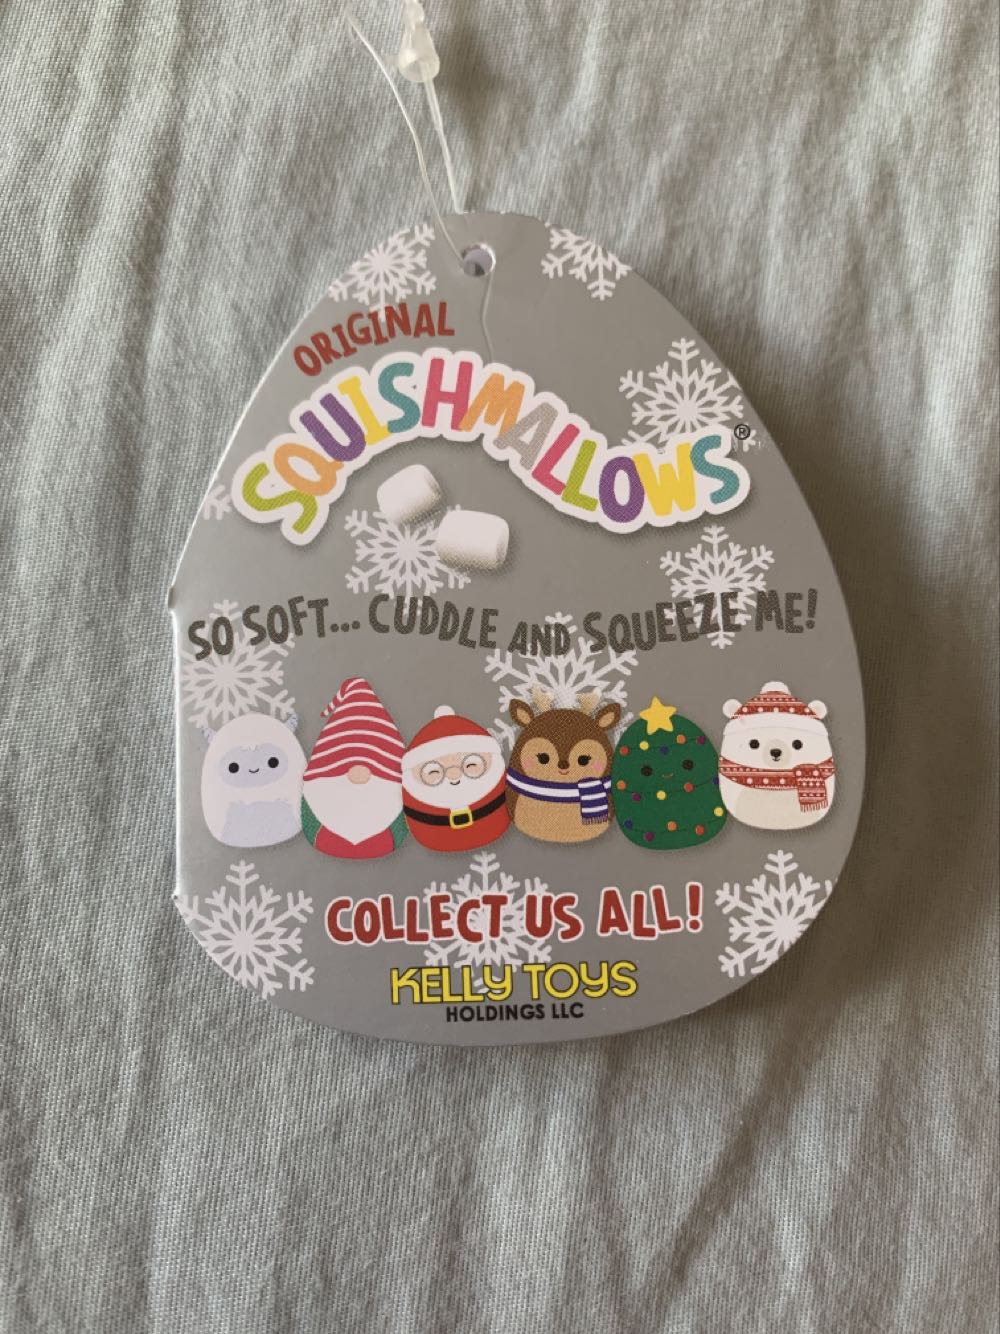 ORIGINAL
SQUISHMALLOWS®
SO SOFT... CUDDLE AND SQUEEZE ME!
COLLECT US ALL!
KELLY TOYS
HOLDINGS LLC